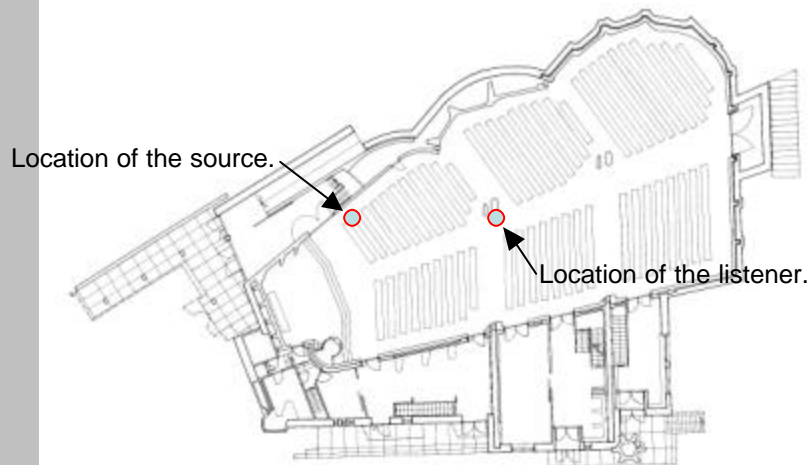 Location of the source.
Location of the listener.